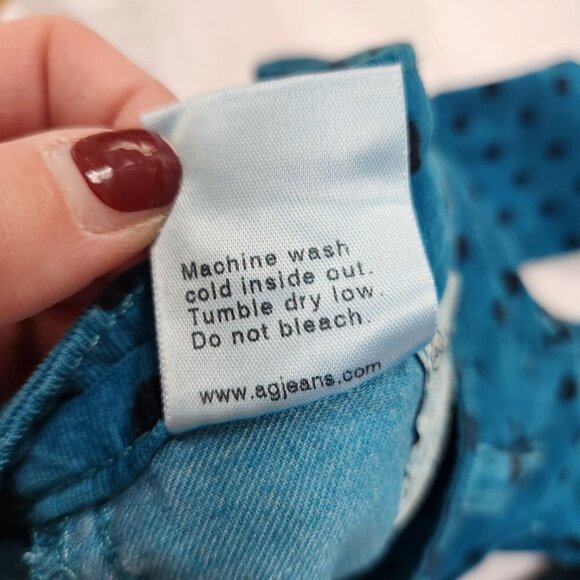 Machine wash
cold inside out.
Tumble dry low.
Do not bleach.
www.agjeans.com